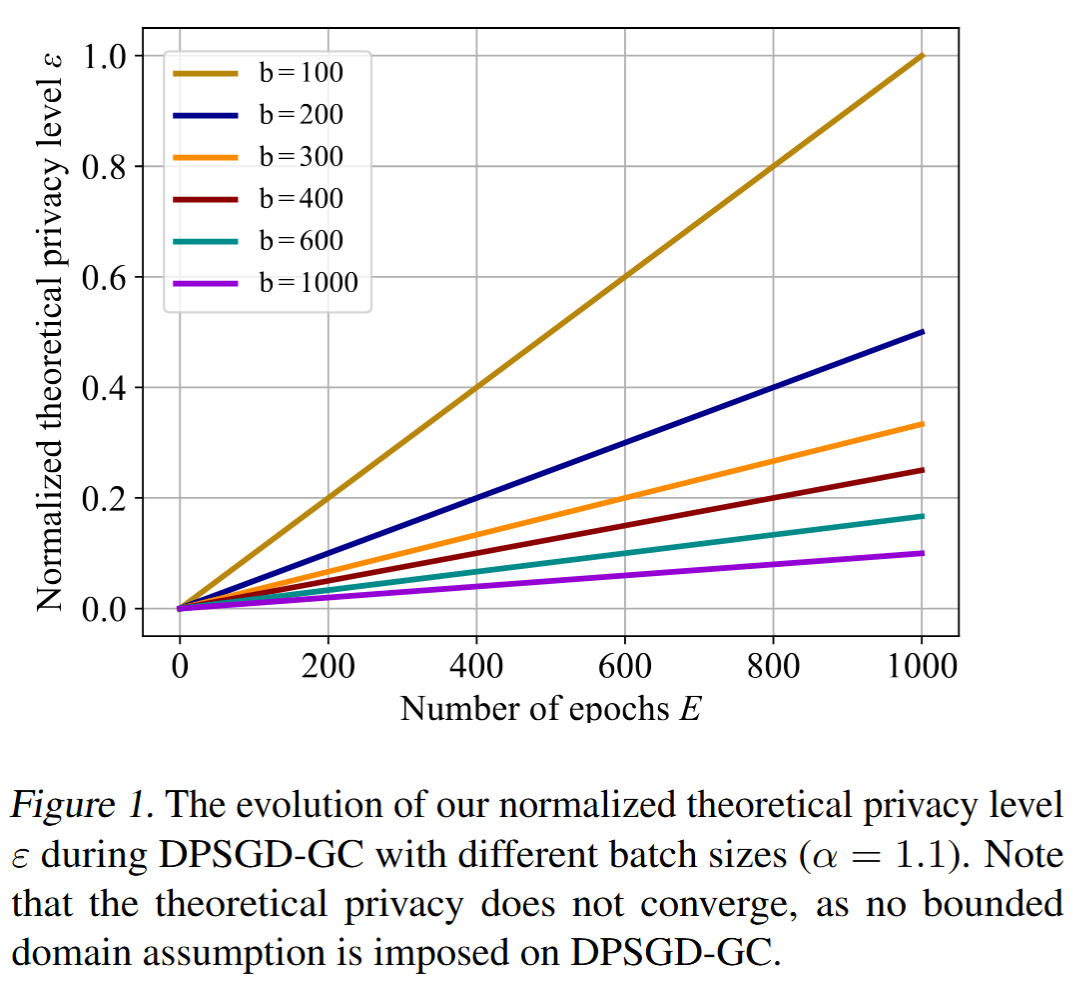 Normalized theoretical privacy level ε
1.0
0.8
0.6
0.4
0.2
0.0
b=100
b=200
b=300
b=400
b=600
b=1000
0 200 400 600 800 1000
Number of epochs E
Figure 1. The evolution of our normalized theoretical privacy level
ε during DPSGD-GC with different batch sizes (α = 1.1). Note
that the theoretical privacy does not converge, as no bounded
domain assumption is imposed on DPSGD-GC.